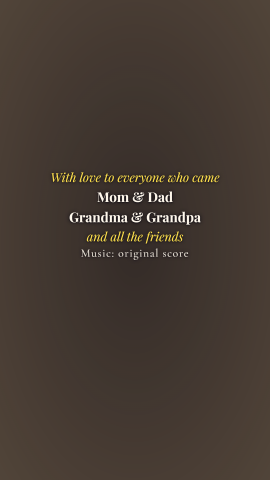 With love to everyone who came
Mom & Dad
Grandma & Grandpa
and all the friends
Music: original score